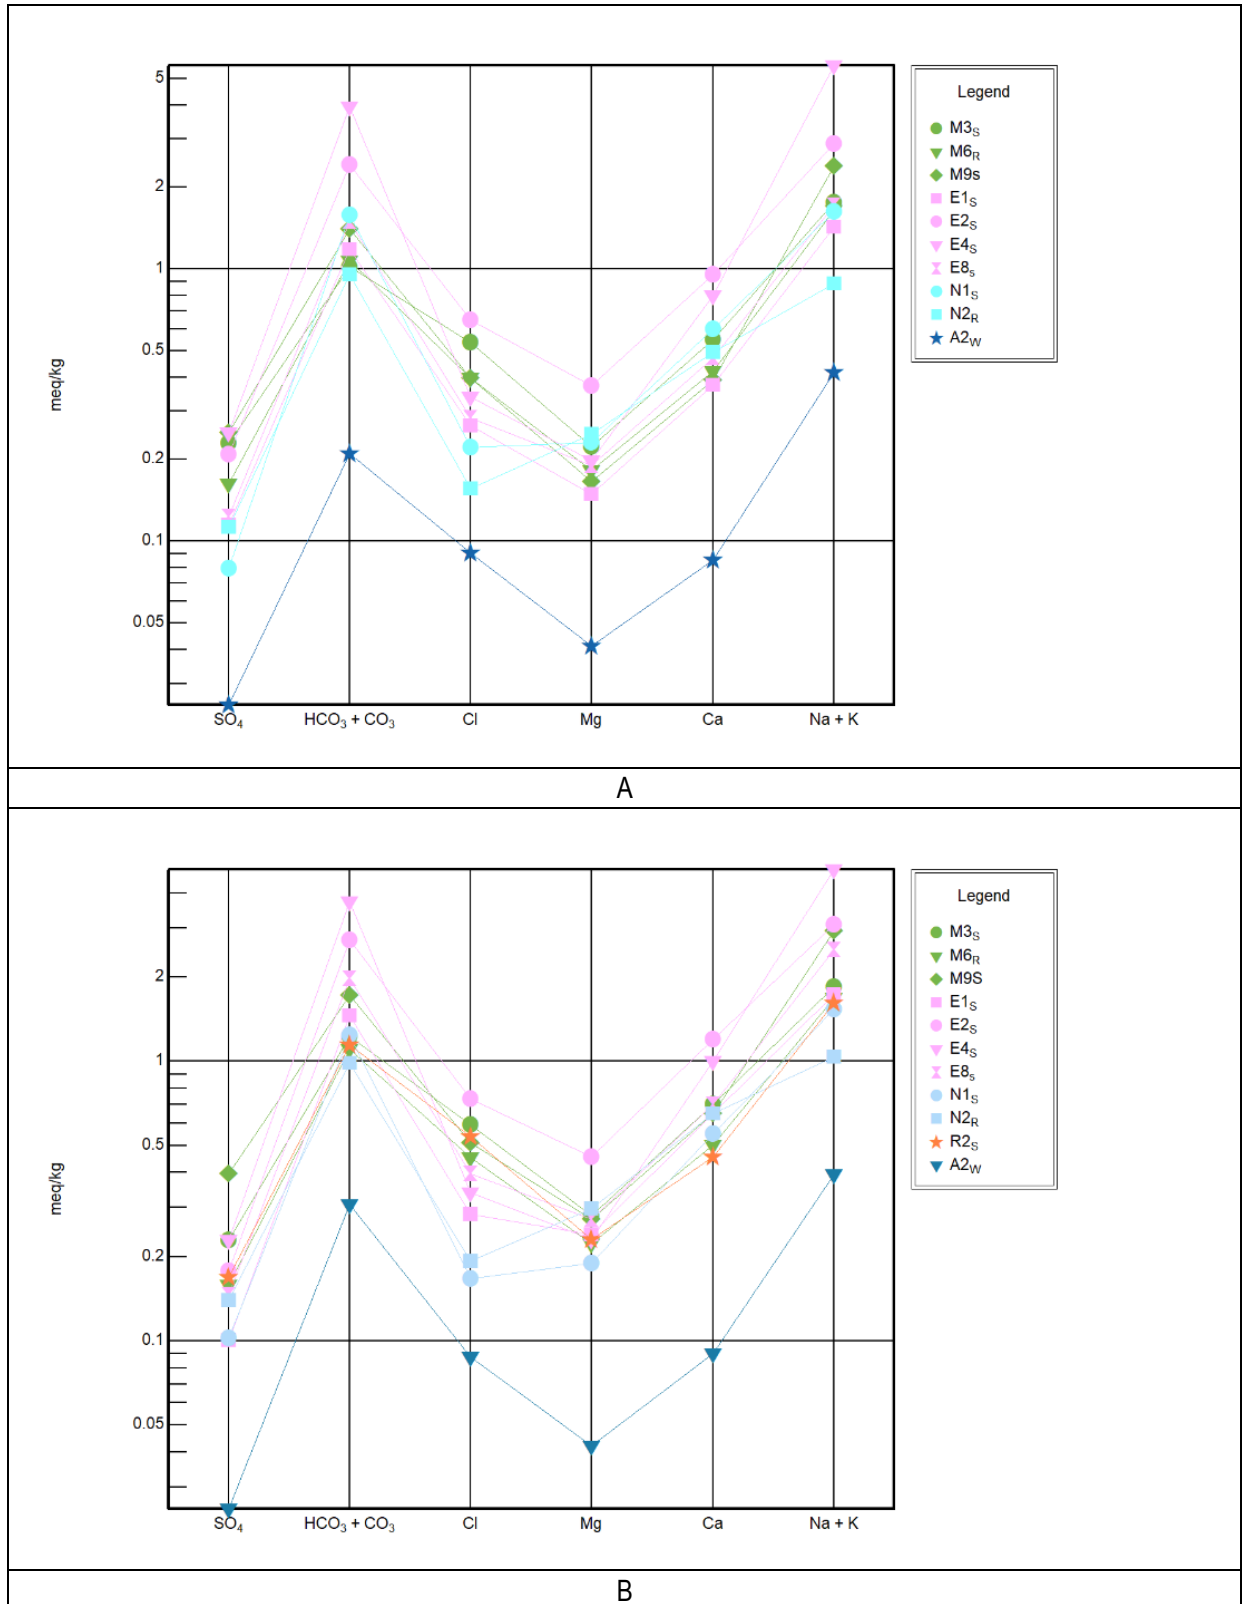 5
2
1
0.5
0.2
0.1
0.05
meq/kg
SO₄ HCO₃ + CO₃ Cl Mg Ca Na + K
Legend
M3S
M6R
M9s
E1S
E2S
E4S
E8s
N1S
N2R
A2W
A
2
1
0.5
0.2
0.1
0.05
meq/kg
SO₄ HCO₃ + CO₃ Cl Mg Ca Na + K
Legend
M3S
M6R
M9S
E1S
E2S
E4S
E8s
N1S
N2R
R2S
A2W
B